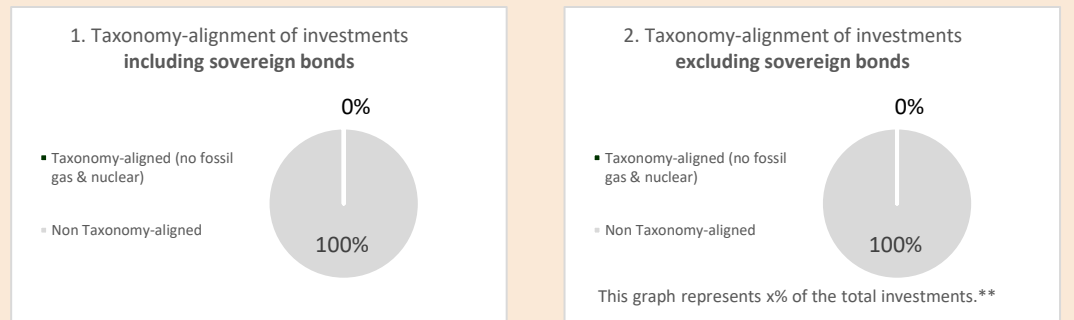 1. Taxonomy-alignment of investments
including sovereign bonds
0%
Taxonomy-aligned (no fossil
gas & nuclear)
Non Taxonomy-aligned
100%
2. Taxonomy-alignment of investments
excluding sovereign bonds
0%
Taxonomy-aligned (no fossil
gas & nuclear)
Non Taxonomy-aligned
100%
This graph represents x% of the total investments.**